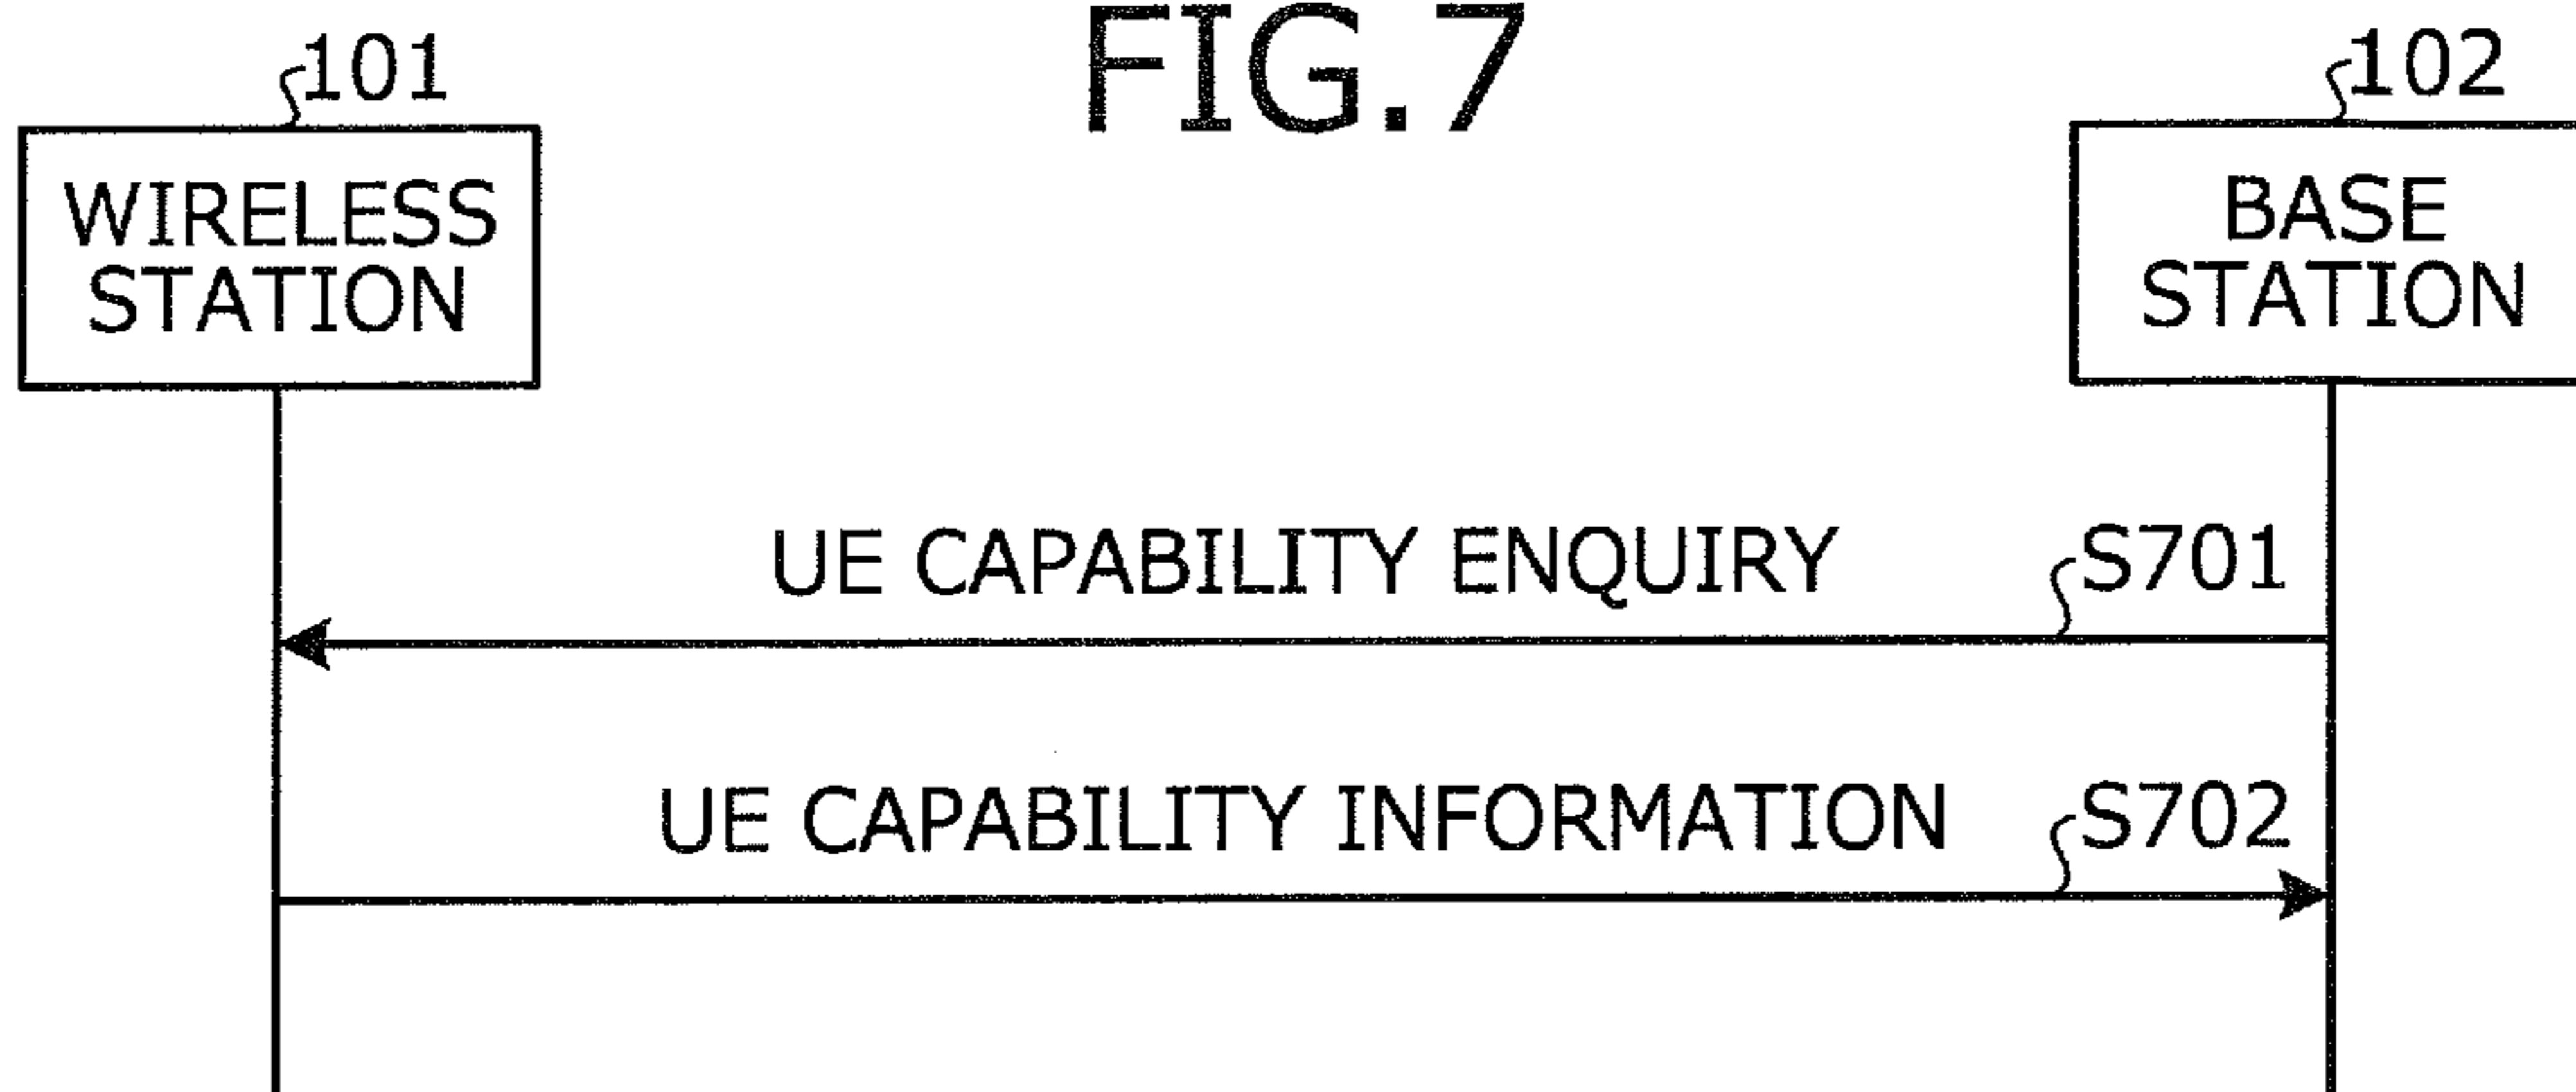 FIG.7
101
102
WIRELESS
STATION
BASE
STATION
UE CAPABILITY ENQUIRY
S701
UE CAPABILITY INFORMATION
S702